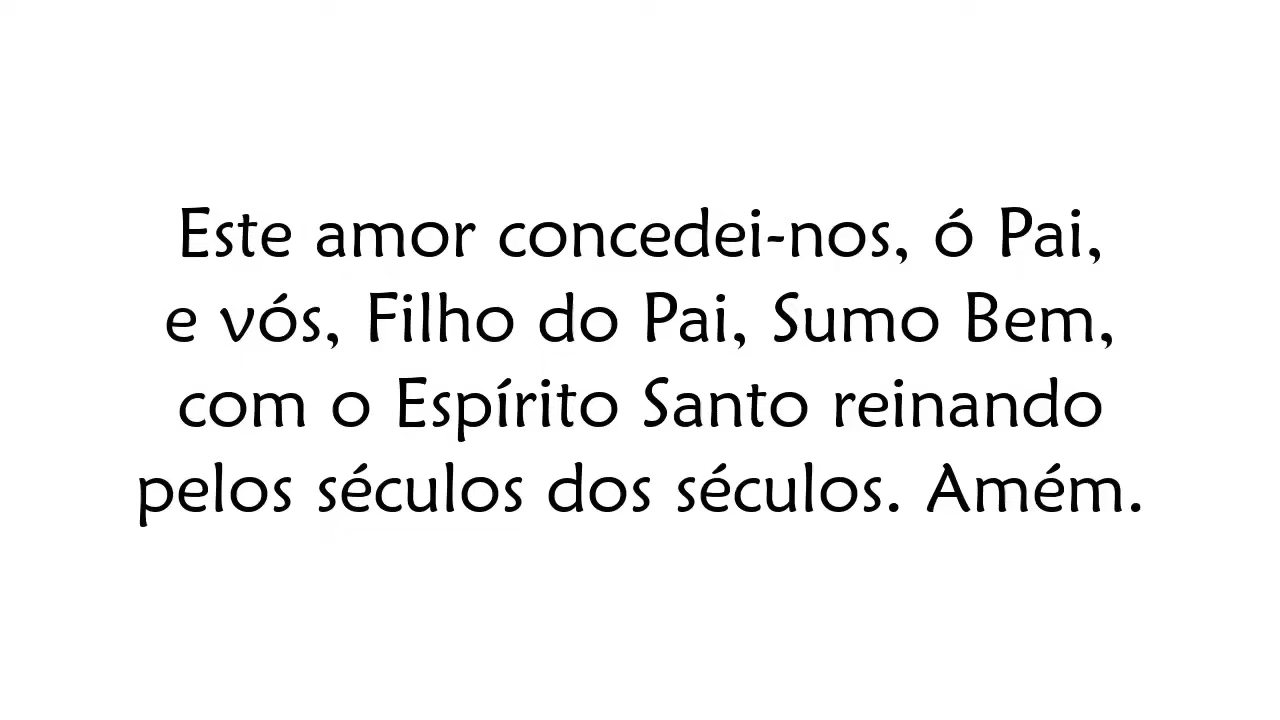 Este amor concedei-nos, ó Pai,
e vós, Filho do Pai, Sumo Bem,
com o Espírito Santo reinando
pelos séculos dos séculos. Amém.